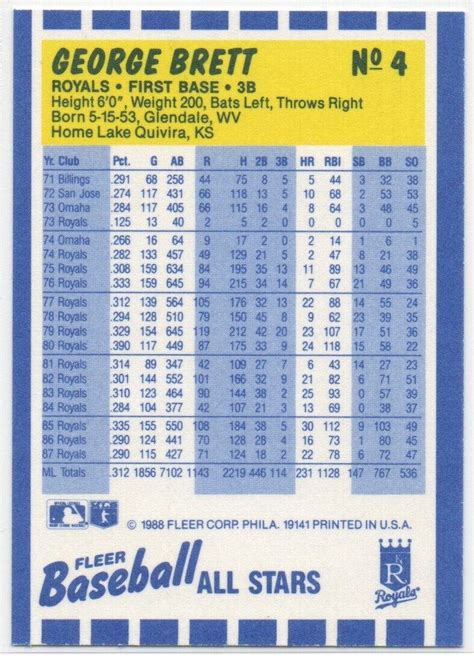 GEORGE BRETT Nº 4
ROYALS • FIRST BASE • 3B
Height 6'0", Weight 200, Bats Left, Throws Right
Born 5-15-53, Glendale, WV
Home Lake Quivira, KS
Yr. Club Pct. G AB R H 2B 3B HR RBI SB BB SO
71 Billings .291 68 258 44 75 8 5 5 44 3 32 38
72 San Jose .274 117 431 66 118 13 5 10 68 2 53 53
73 Omaha .284 117 405 66 115 16 4 8 64 3 48 45
73 Royals .125 13 40 2 5 2 0 0 0 0 0 5
74 Omaha .266 16 64 9 17 2 0 2 14 1 6 1
74 Royals .282 133 457 49 129 21 5 2 47 8 21 38
75 Royals .308 159 634 84 195 35 13 11 89 13 46 49
76 Royals .333 159 645 94 215 34 14 7 67 21 49 36
77 Royals .312 139 564 105 176 32 13 22 88 14 55 24
78 Royals .294 128 510 79 150 45 8 9 62 23 39 35
79 Royals .329 154 645 119 212 42 20 23 107 17 51 36
80 Royals .390 117 449 87 175 33 9 24 118 15 58 22
81 Royals .314 89 347 42 109 27 7 6 43 14 27 23
82 Royals .301 144 552 101 166 32 9 21 82 6 71 51
83 Royals .310 123 464 90 144 38 2 25 93 0 57 39
84 Royals .284 104 377 42 107 21 3 13 69 0 37 37
85 Royals .335 155 550 108 184 38 5 30 112 9 103 49
86 Royals .290 124 441 70 128 28 4 16 73 1 80 45
87 Royals .290 115 427 71 124 18 2 22 78 6 72 47
ML Totals .312 1856 7102 1143 2219 446 114 231 1128 147 767 536
© 1988 FLEER CORP. PHILA. 19141 PRINTED IN U.S.A.
FLEER
Baseball ALL STARS
KR
Royals